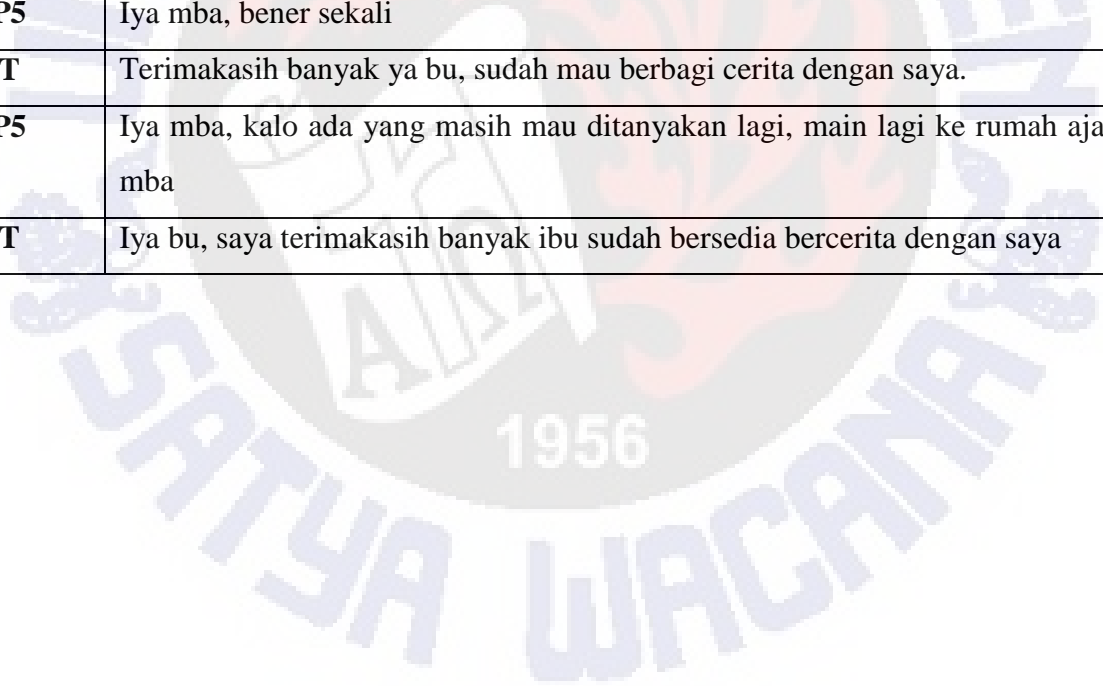 P5 Iya mba, bener sekali
T Terimakasih banyak ya bu, sudah mau berbagi cerita dengan saya.
P5 Iya mba, kalo ada yang masih mau ditanyakan lagi, main lagi ke rumah aja
mba
T Iya bu, saya terimakasih banyak ibu sudah bersedia bercerita dengan saya
ΑΩ
1956
SATYA WACANA